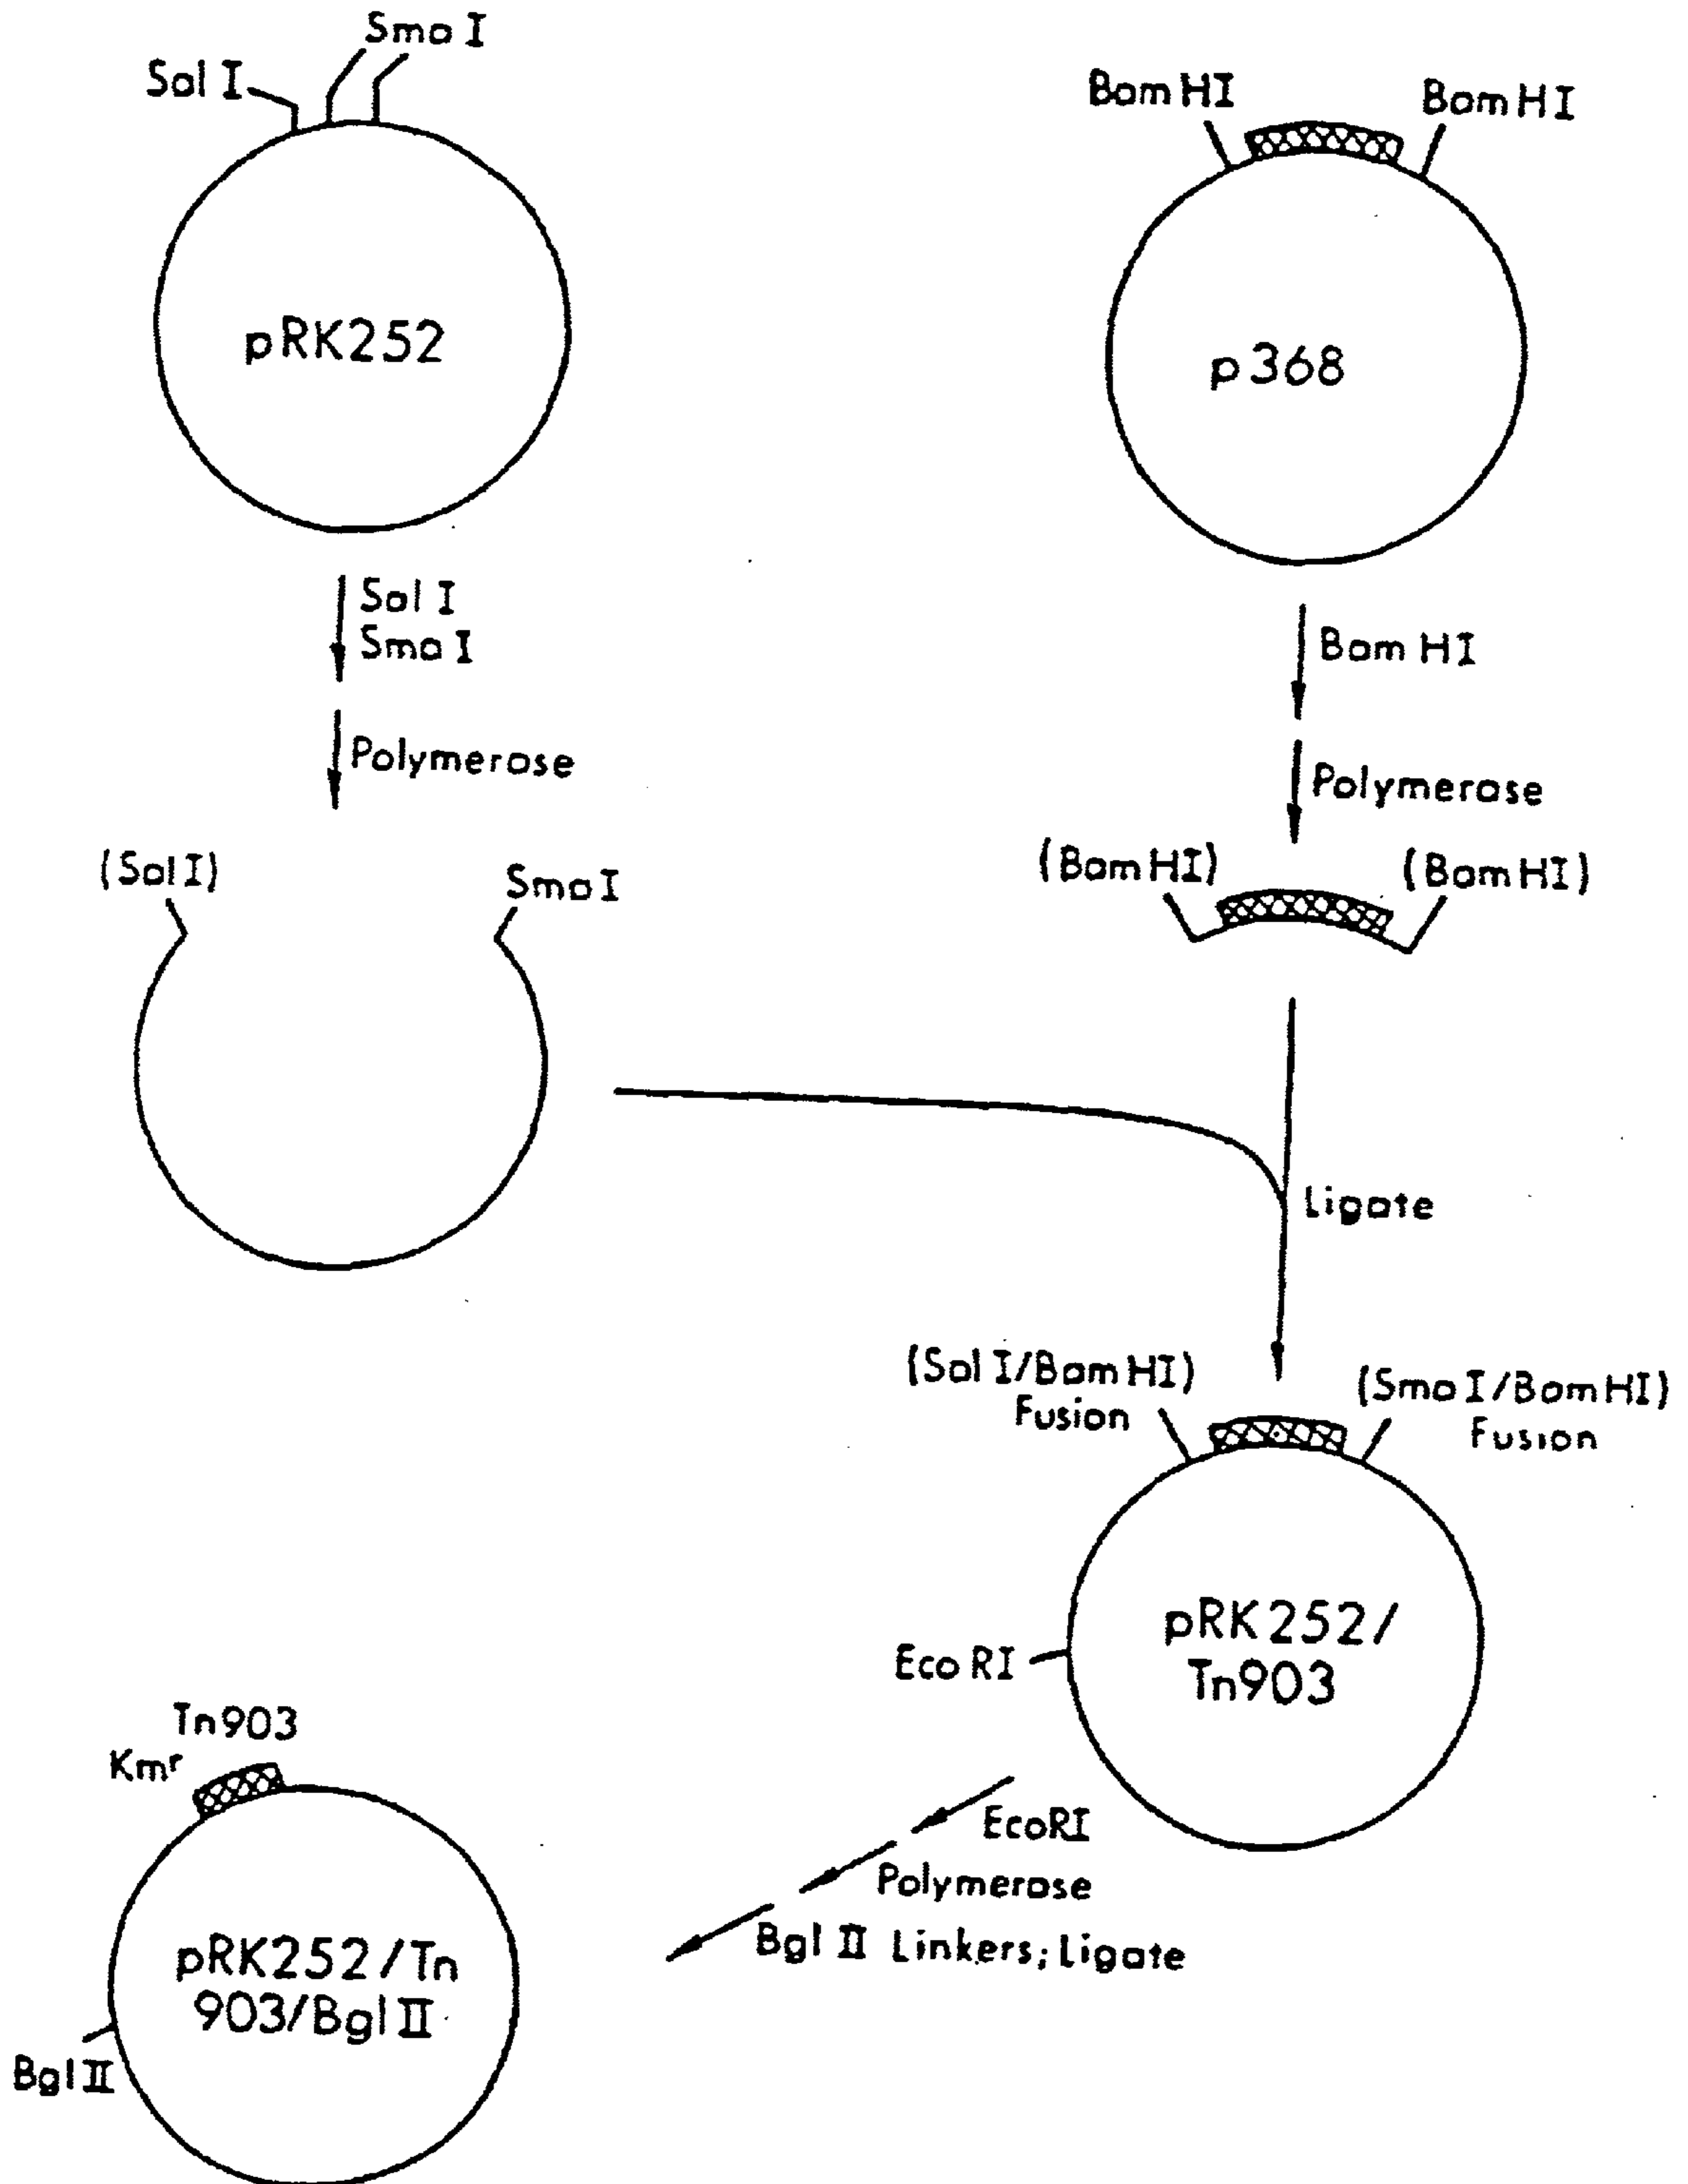 Sma I
Sal I
Bam HI
Bam HI
pRK252
p368
Sal I
Sma I
Bam HI
Polymerase
Polymerase
(Sal I)
Sma I
(Bam HI)
(Bam HI)
Ligate
(Sal I/Bam HI)
Fusion
(Sma I/Bam HI)
Fusion
Eco RI
pRK252/
Tn903
Tn903
Kmr
EcoRI
Polymerase
Bgl II Linkers; Ligate
pRK252/Tn
903/Bgl II
Bgl II